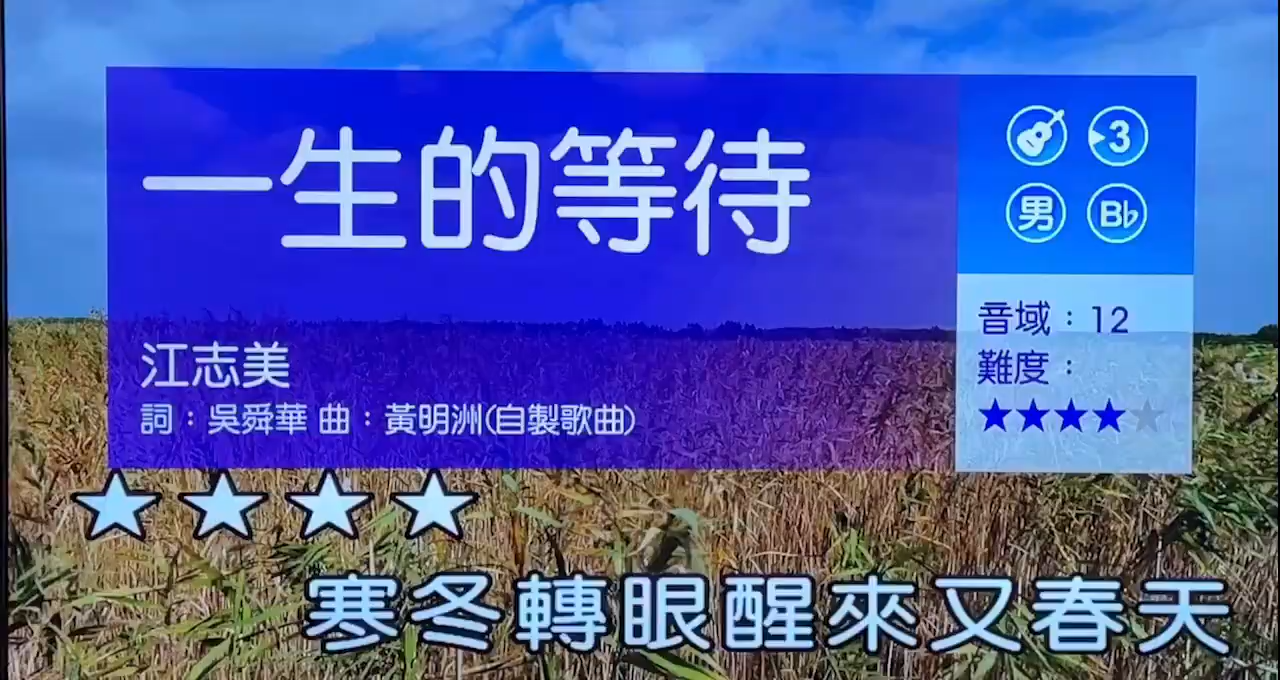 一生的等待
3
男 B♭
江志美
詞：吳舜華 曲：黃明洲(自製歌曲)
音域：12
難度：
★★★★★
★★★★
寒冬轉眼醒來又春天